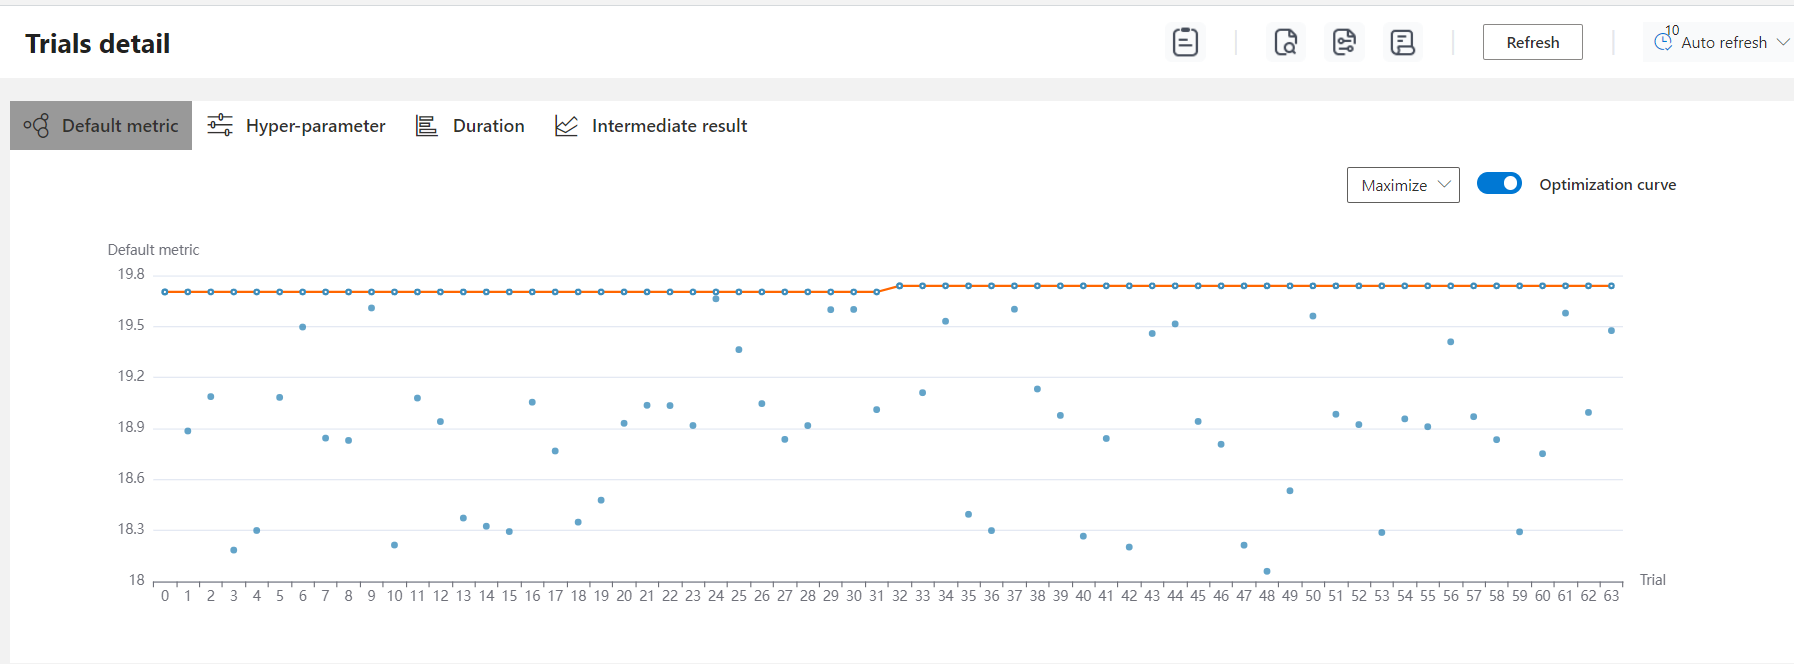 Trials detail
Refresh
10
Auto refresh
Default metric
Hyper-parameter
Duration
Intermediate result
Maximize
Optimization curve
Default metric
19.8
19.5
19.2
18.9
18.6
18.3
18
0 1 2 3 4 5 6 7 8 9 10 11 12 13 14 15 16 17 18 19 20 21 22 23 24 25 26 27 28 29 30 31 32 33 34 35 36 37 38 39 40 41 42 43 44 45 46 47 48 49 50 51 52 53 54 55 56 57 58 59 60 61 62 63
Trial